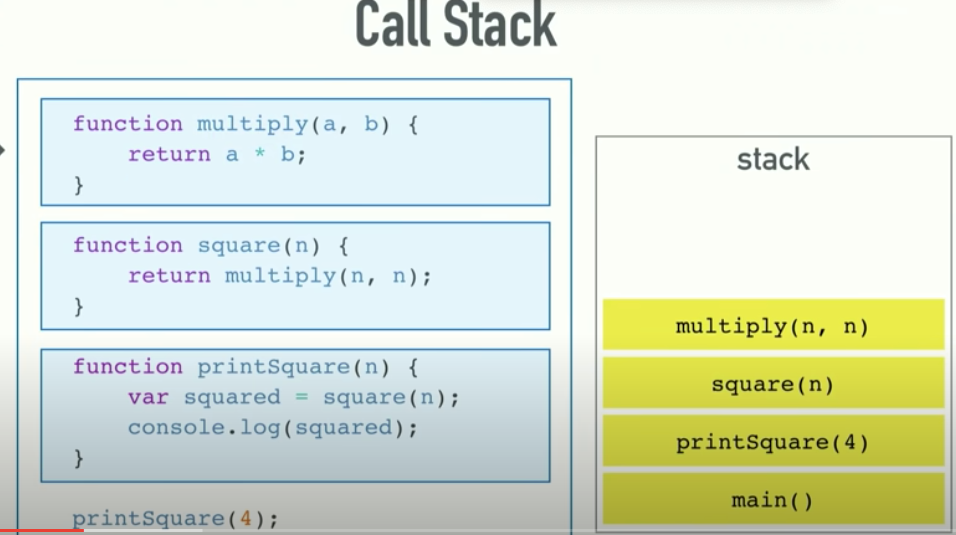 Call Stack
function multiply(a, b) {
    return a * b;
}
function square(n) {
    return multiply(n, n);
}
function printSquare(n) {
    var squared = square(n);
    console.log(squared);
}
printSquare(4);
stack
multiply(n, n)
square(n)
printSquare(4)
main()